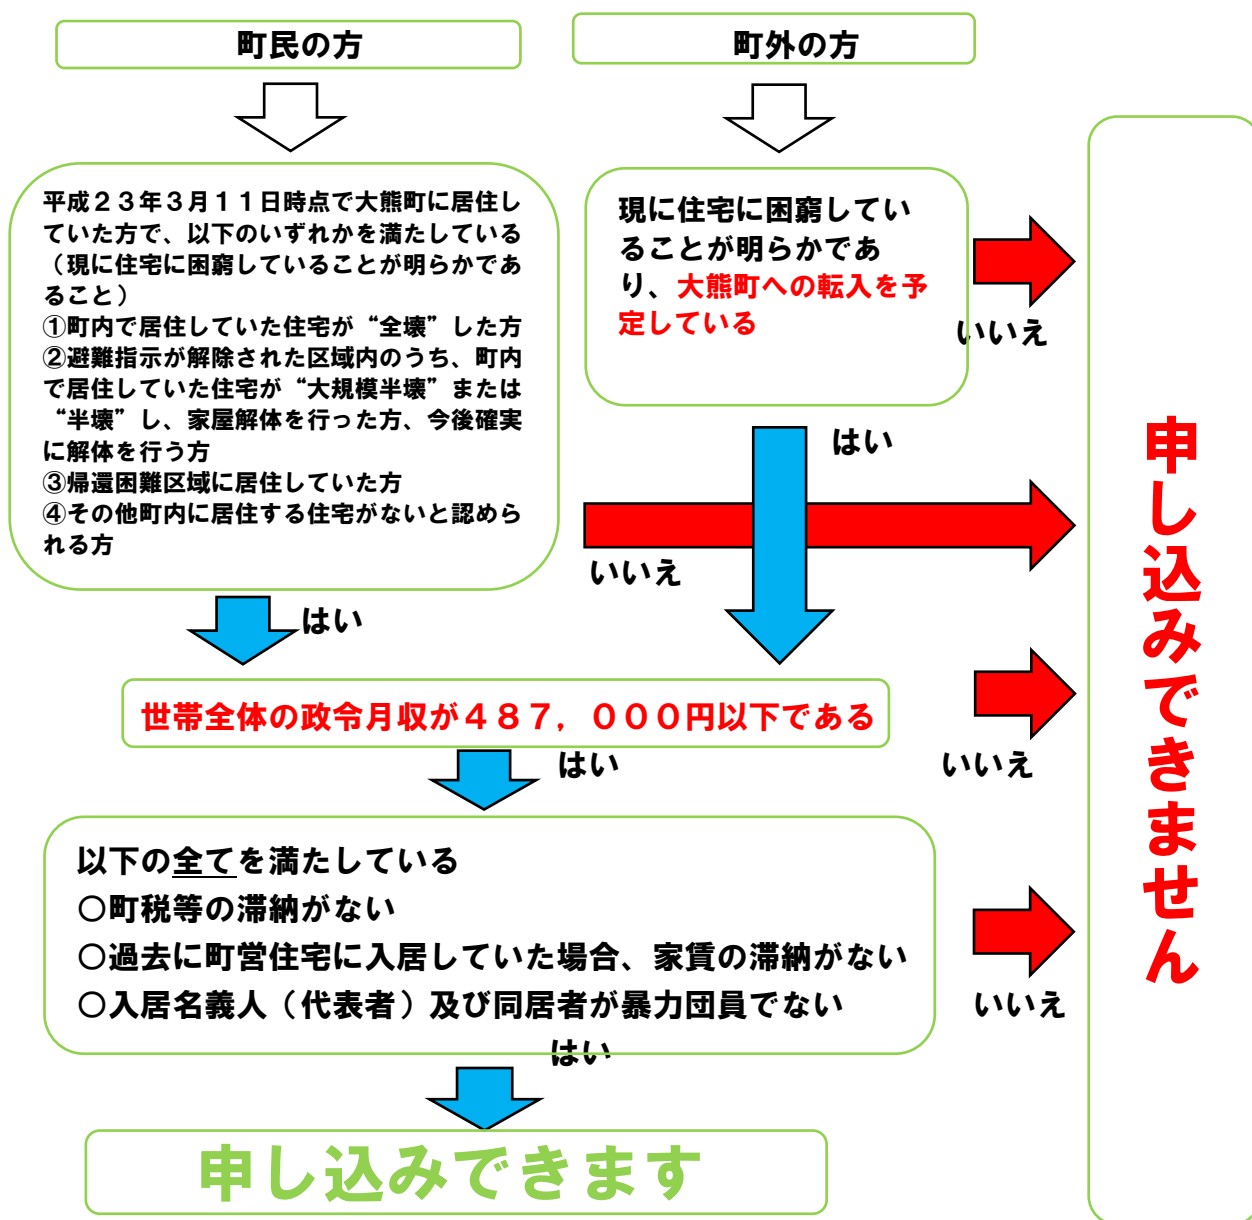 町民の方
町外の方
平成２３年３月１１日時点で大熊町に居住し
ていた方で、以下のいずれかを満たしている
（現に住宅に困窮していることが明らかであ
ること）
①町内で居住していた住宅が“全壊”した方
②避難指示が解除された区域内のうち、町内
で居住していた住宅が“大規模半壊”または
“半壊”し、家屋解体を行った方、今後確実
に解体を行う方
③帰還困難区域に居住していた方
④その他町内に居住する住宅がないと認めら
れる方
現に住宅に困窮してい
ることが明らかであ
り、大熊町への転入を予
定している
いいえ
はい
いいえ
はい
世帯全体の政令月収が４８７，０００円以下である
はい
いいえ
以下の全てを満たしている
○町税等の滞納がない
○過去に町営住宅に入居していた場合、家賃の滞納がない
○入居名義人（代表者）及び同居者が暴力団員でない
いいえ
はい
申し込みできます
申し込みできません